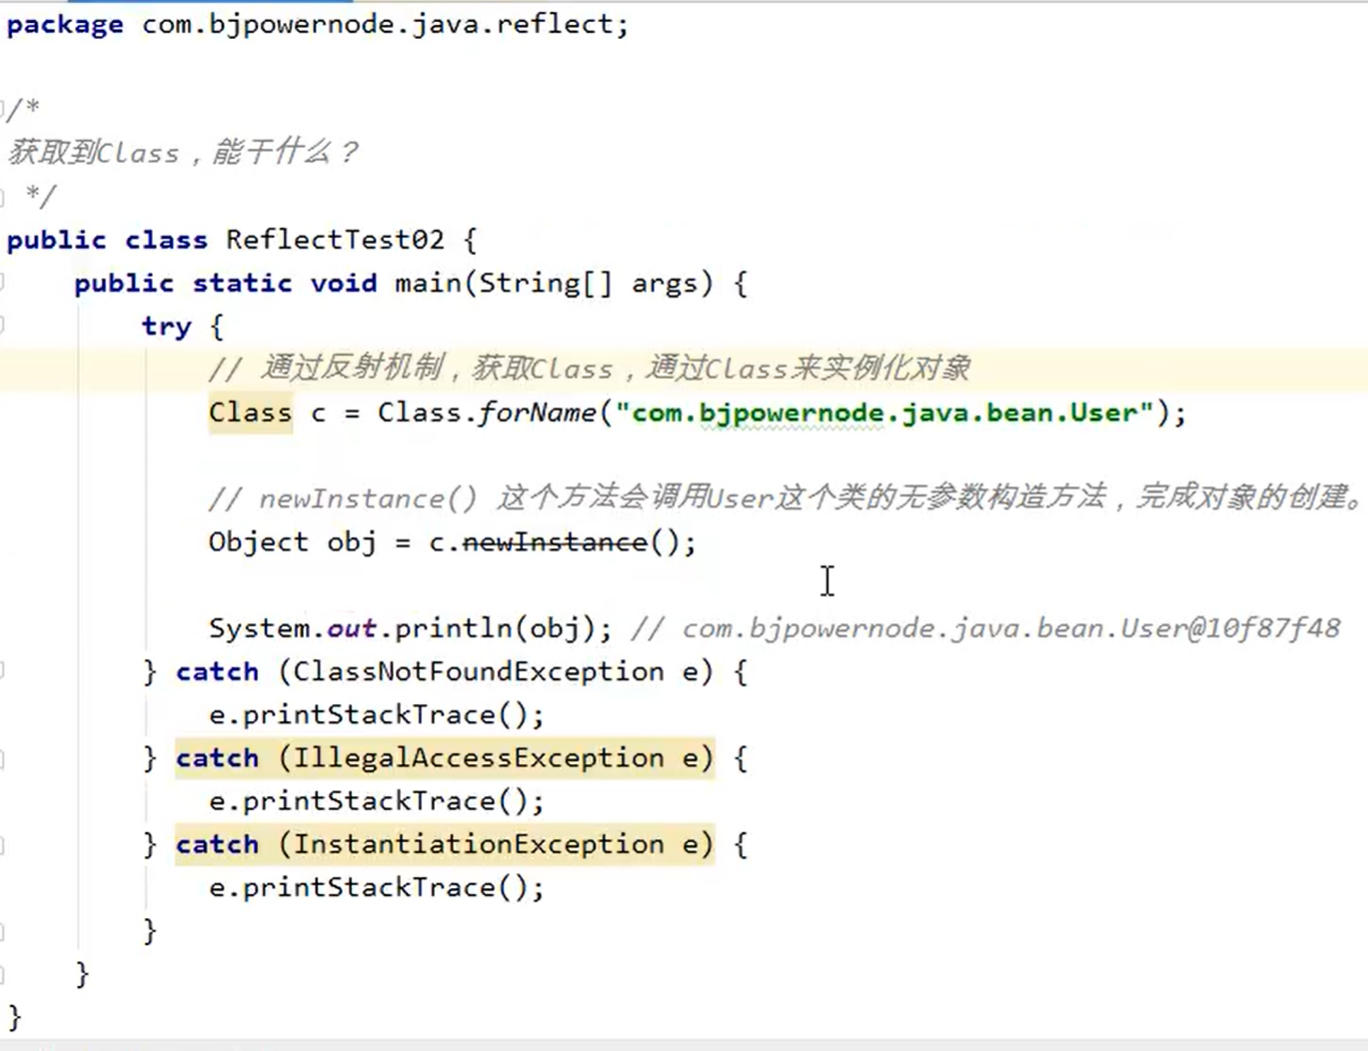 package com.bjpowernode.java.reflect;
/*
获取到Class，能干什么？
*/
public class ReflectTest02 {
public static void main(String[] args) {
try {
// 通过反射机制，获取Class，通过Class来实例化对象
Class c = Class.forName("com.bjpowernode.java.bean.User");
// newInstance() 这个方法会调用User这个类的无参数构造方法，完成对象的创建。
Object obj = c.newInstance();
System.out.println(obj); // com.bjpowernode.java.bean.User@10f87f48
} catch (ClassNotFoundException e) {
e.printStackTrace();
} catch (IllegalAccessException e) {
e.printStackTrace();
} catch (InstantiationException e) {
e.printStackTrace();
}
}
}